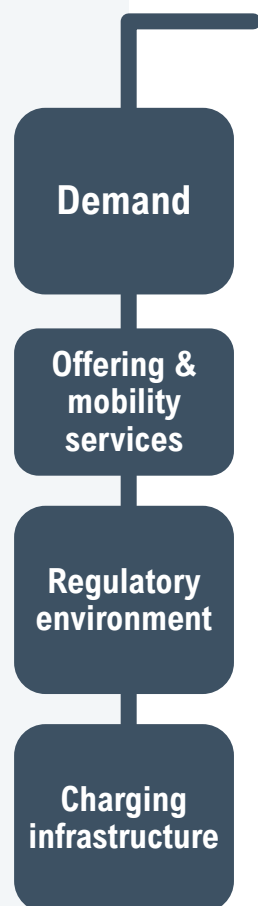 Demand
Offering &
mobility
services
Regulatory
environment
Charging
infrastructure